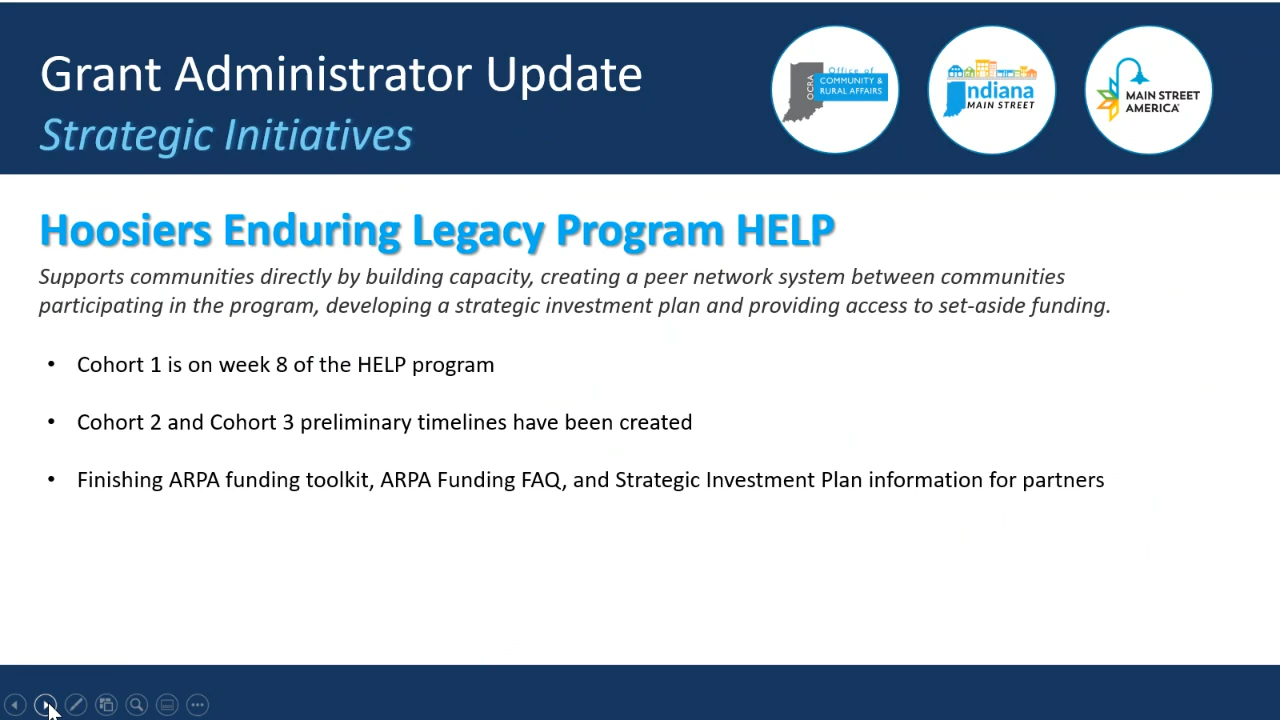 Grant Administrator Update
Strategic Initiatives
OCRA
Office of
COMMUNITY &
RURAL AFFAIRS
Indiana
MAIN STREET
MAIN STREET
AMERICA
Hoosiers Enduring Legacy Program HELP
Supports communities directly by building capacity, creating a peer network system between communities
participating in the program, developing a strategic investment plan and providing access to set-aside funding.
• Cohort 1 is on week 8 of the HELP program
• Cohort 2 and Cohort 3 preliminary timelines have been created
• Finishing ARPA funding toolkit, ARPA Funding FAQ, and Strategic Investment Plan information for partners